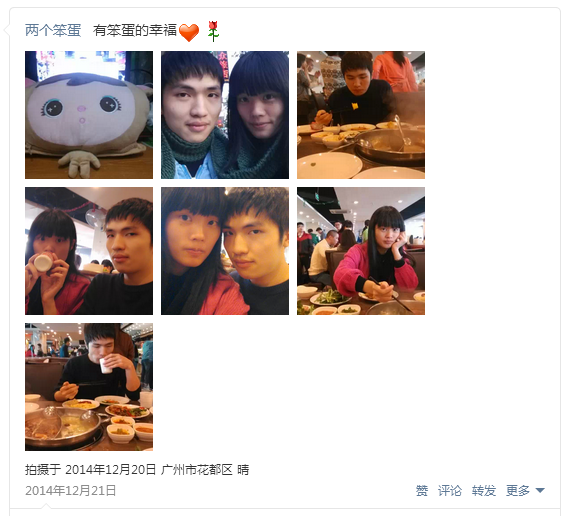 两个笨蛋 有笨蛋的幸福
拍摄于 2014年12月20日 广州市花都区 晴
2014年12月21日 赞 评论 转发 更多